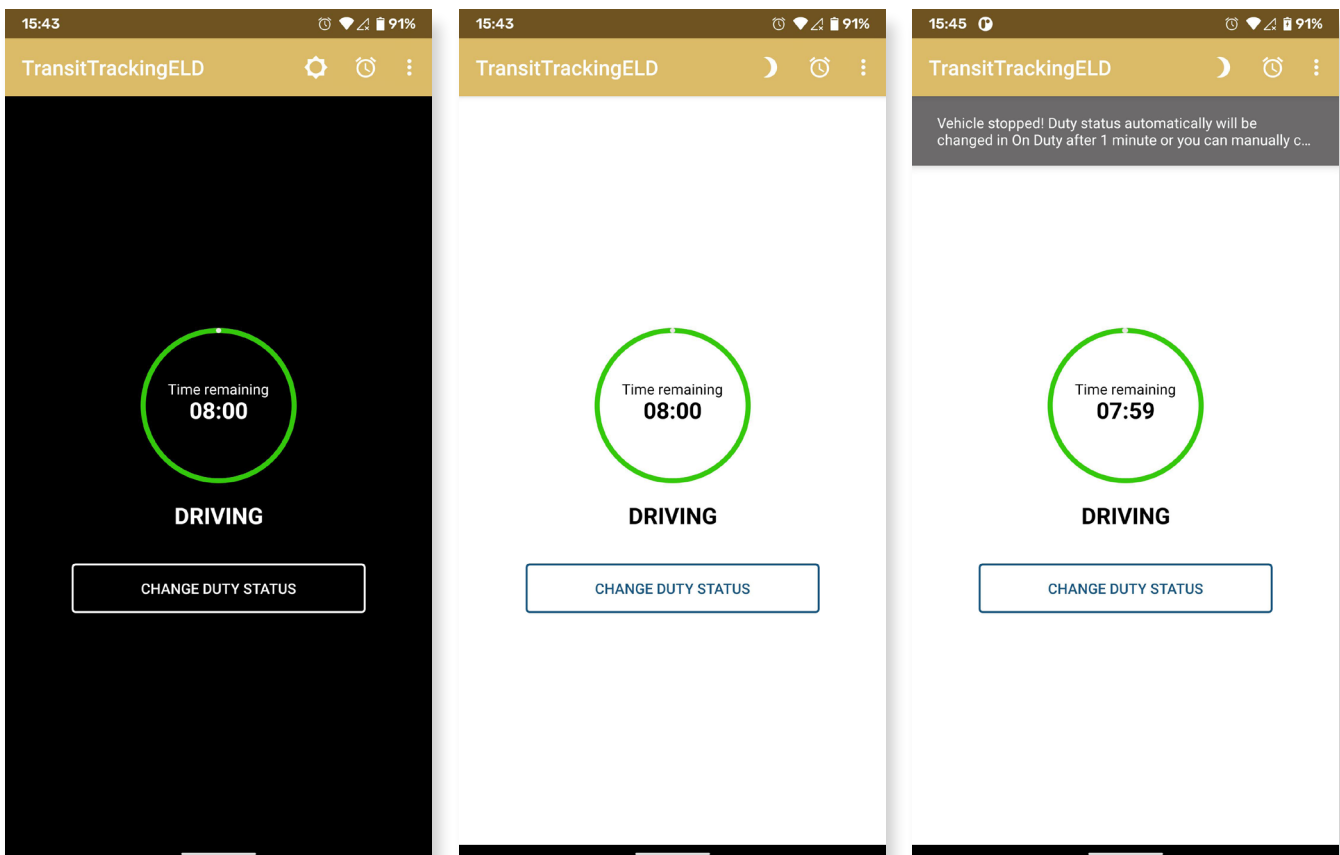 15:43 91%
TransitTrackingELD
Time remaining
08:00
DRIVING
CHANGE DUTY STATUS
15:43 91%
TransitTrackingELD
Time remaining
08:00
DRIVING
CHANGE DUTY STATUS
15:45 91%
TransitTrackingELD
Vehicle stopped! Duty status automatically will be
changed in On Duty after 1 minute or you can manually c...
Time remaining
07:59
DRIVING
CHANGE DUTY STATUS